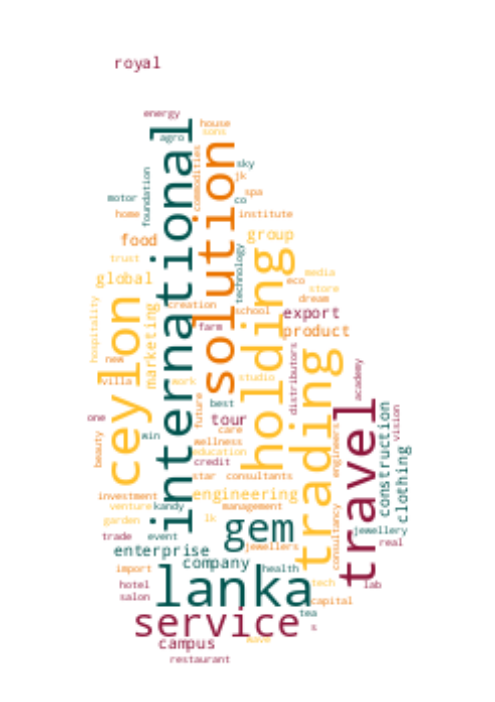 royal
energy
house
agro
sons
international
solution
commodities
sky
jk
foundation
motor
spa
co
home
institute
food
group
technology
trust
holding
global
media
eco
store
ceylon
dream
hospitality
marketing
creation
school
export
farm
product
trading
distributors
new
academy
villa
work
studio
future
best
travel
one
tour
construction
vision
care
win
beauty
wellness
engineers
education
clothing
credit
star
consultants
investment
engineering
venture
kandy
management
garden
lk
gem
consultancy
jewellery
trade
event
real
enterprise
jewellers
company
import
health
lanka
tech
hotel
lab
salon
capital
tea
service
s
campus
wave
restaurant